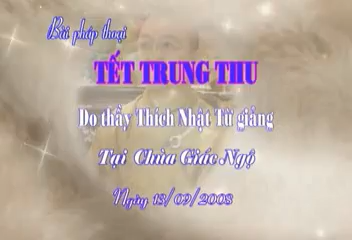 Bài pháp thoại
TẾT TRUNG THU
Do thầy Thích Nhật Từ giảng
Tại Chùa Giác Ngộ
Ngày 13/09/2003